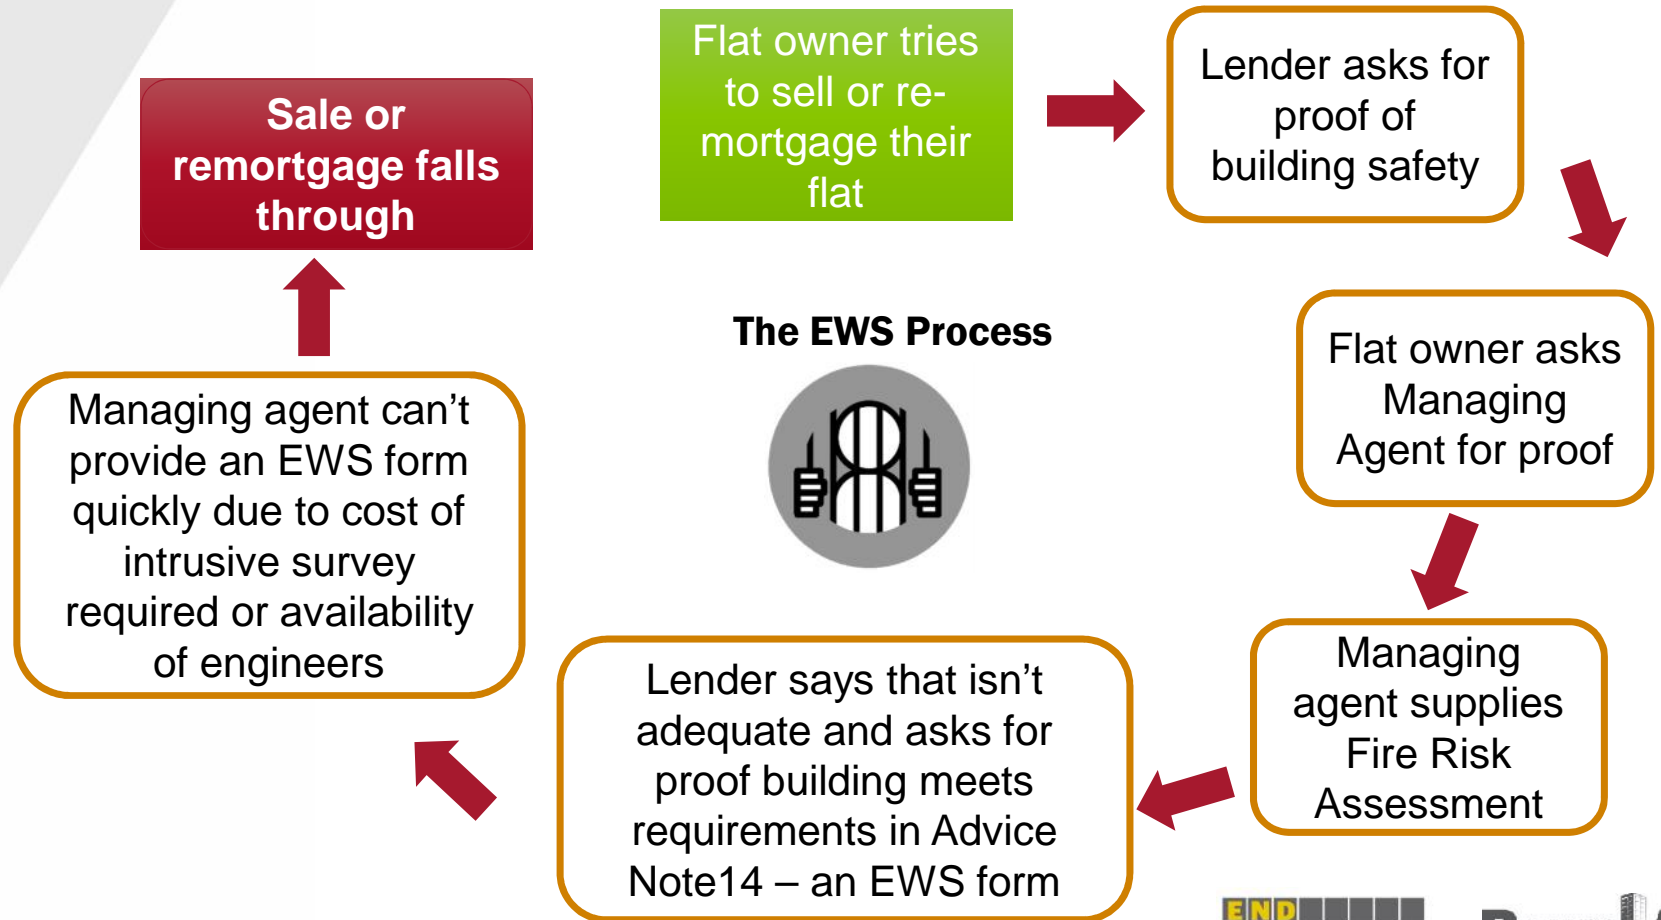 Flat owner tries
to sell or re-
mortgage their
flat
Lender asks for
proof of
building safety
Flat owner asks
Managing
Agent for proof
Managing
agent supplies
Fire Risk
Assessment
Lender says that isn’t
adequate and asks for
proof building meets
requirements in Advice
Note14 – an EWS form
Managing agent can’t
provide an EWS form
quickly due to cost of
intrusive survey
required or availability
of engineers
Sale or
remortgage falls
through
The EWS Process
END